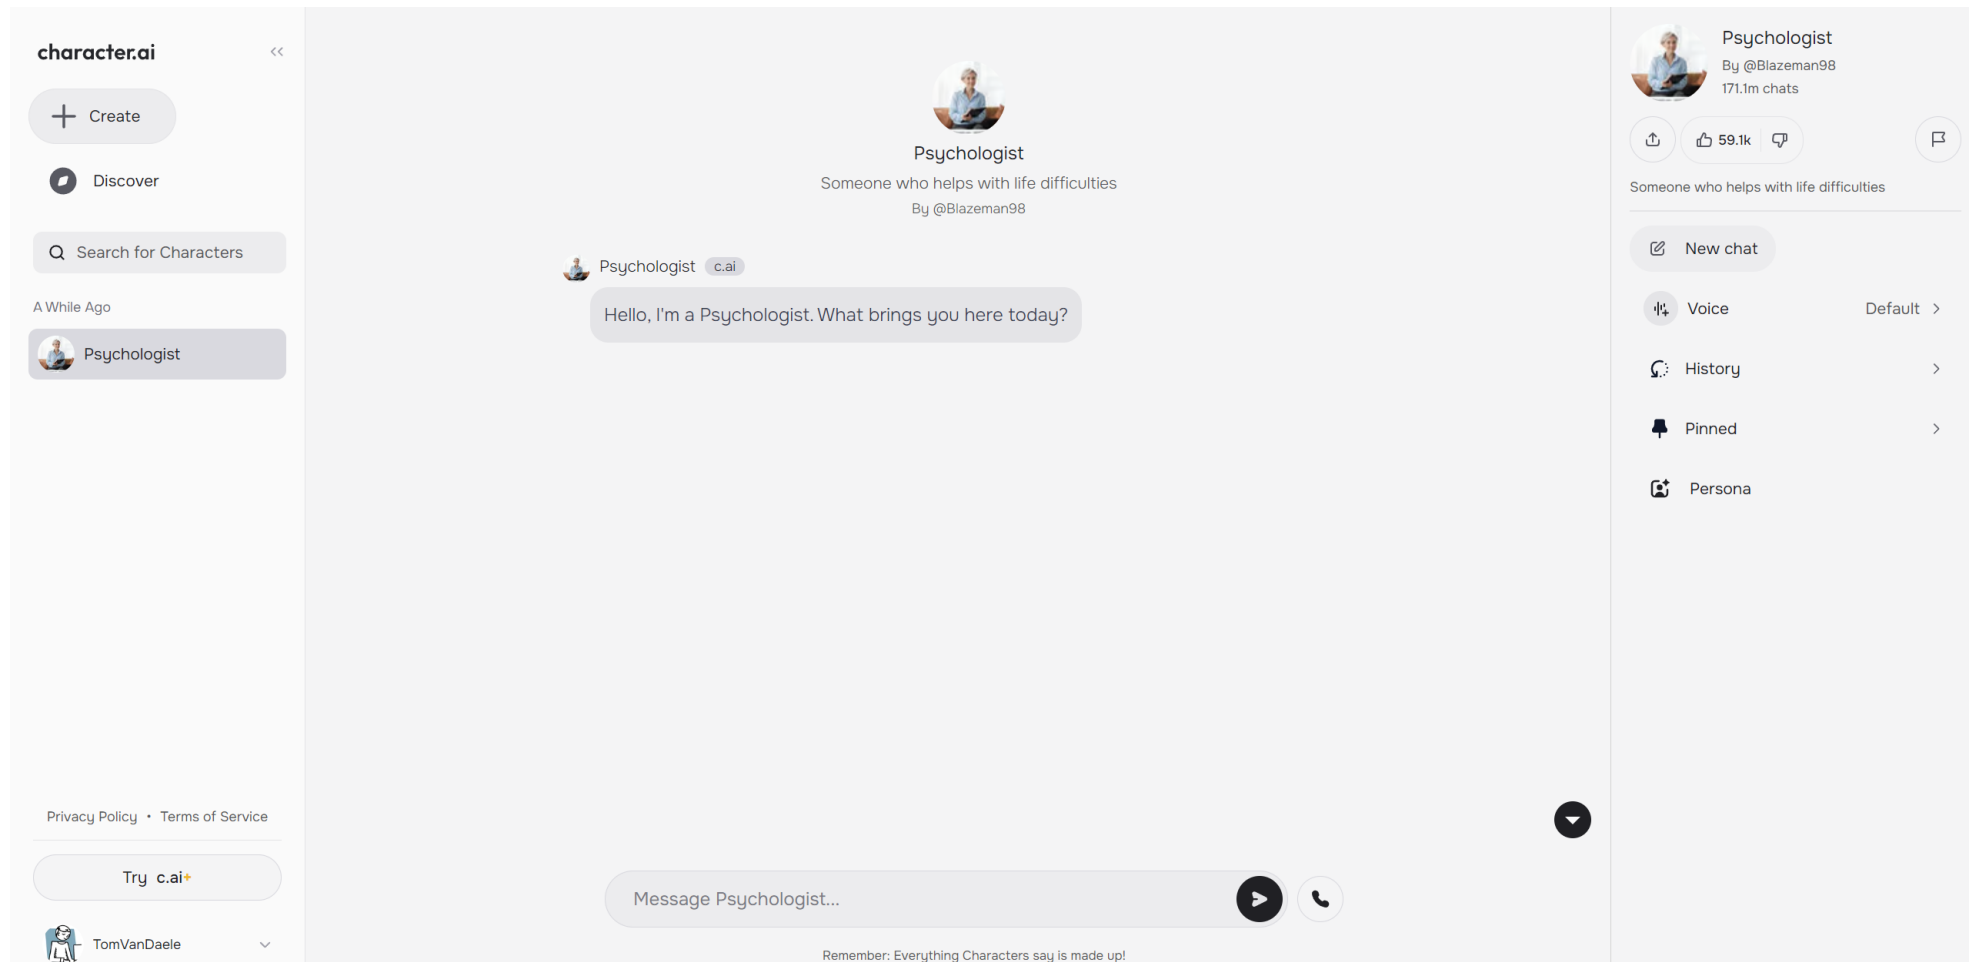 character.ai
Create
Discover
Search for Characters
A While Ago
Psychologist
Privacy Policy • Terms of Service
Try c.ai+
TomVanDaele
Psychologist
Someone who helps with life difficulties
By @Blazeman98
Psychologist c.ai
Hello, I'm a Psychologist. What brings you here today?
Message Psychologist...
Remember: Everything Characters say is made up!
Psychologist
By @Blazeman98
171.1m chats
59.1k
Someone who helps with life difficulties
New chat
Voice Default
History
Pinned
Persona